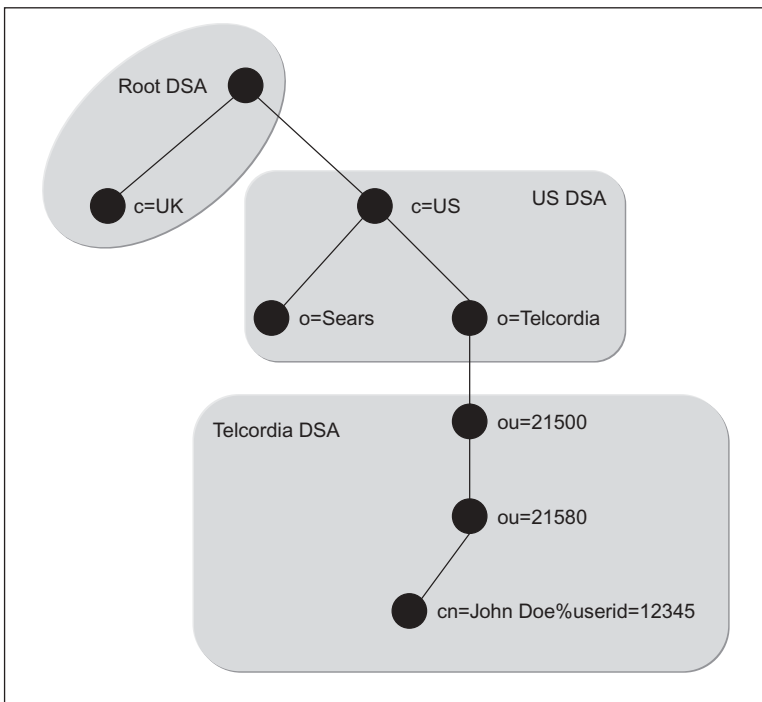 Root DSA
c=UK
c=US
US DSA
o=Sears
o=Telcordia
Telcordia DSA
ou=21500
ou=21580
cn=John Doe%userid=12345